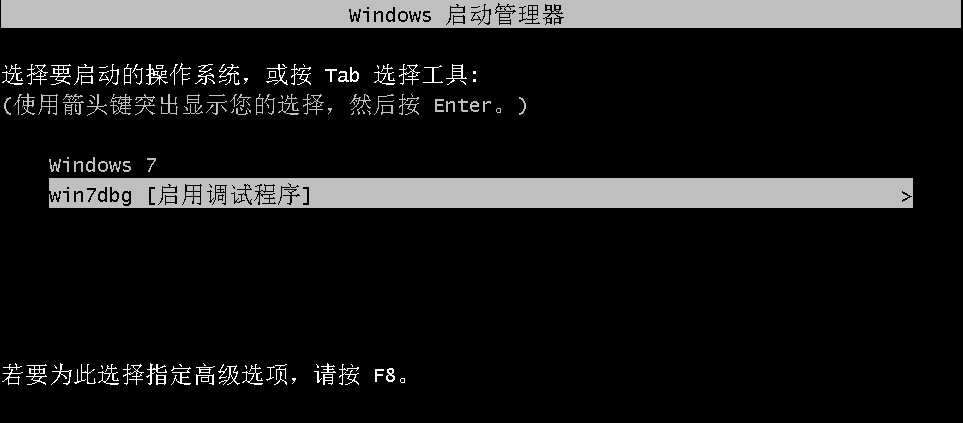 Windows 启动管理器
选择要启动的操作系统，或按 Tab 选择工具:
(使用箭头键突出显示您的选择，然后按 Enter。)
Windows 7
win7dbg [启用调试程序] >
若要为此选择指定高级选项，请按 F8。